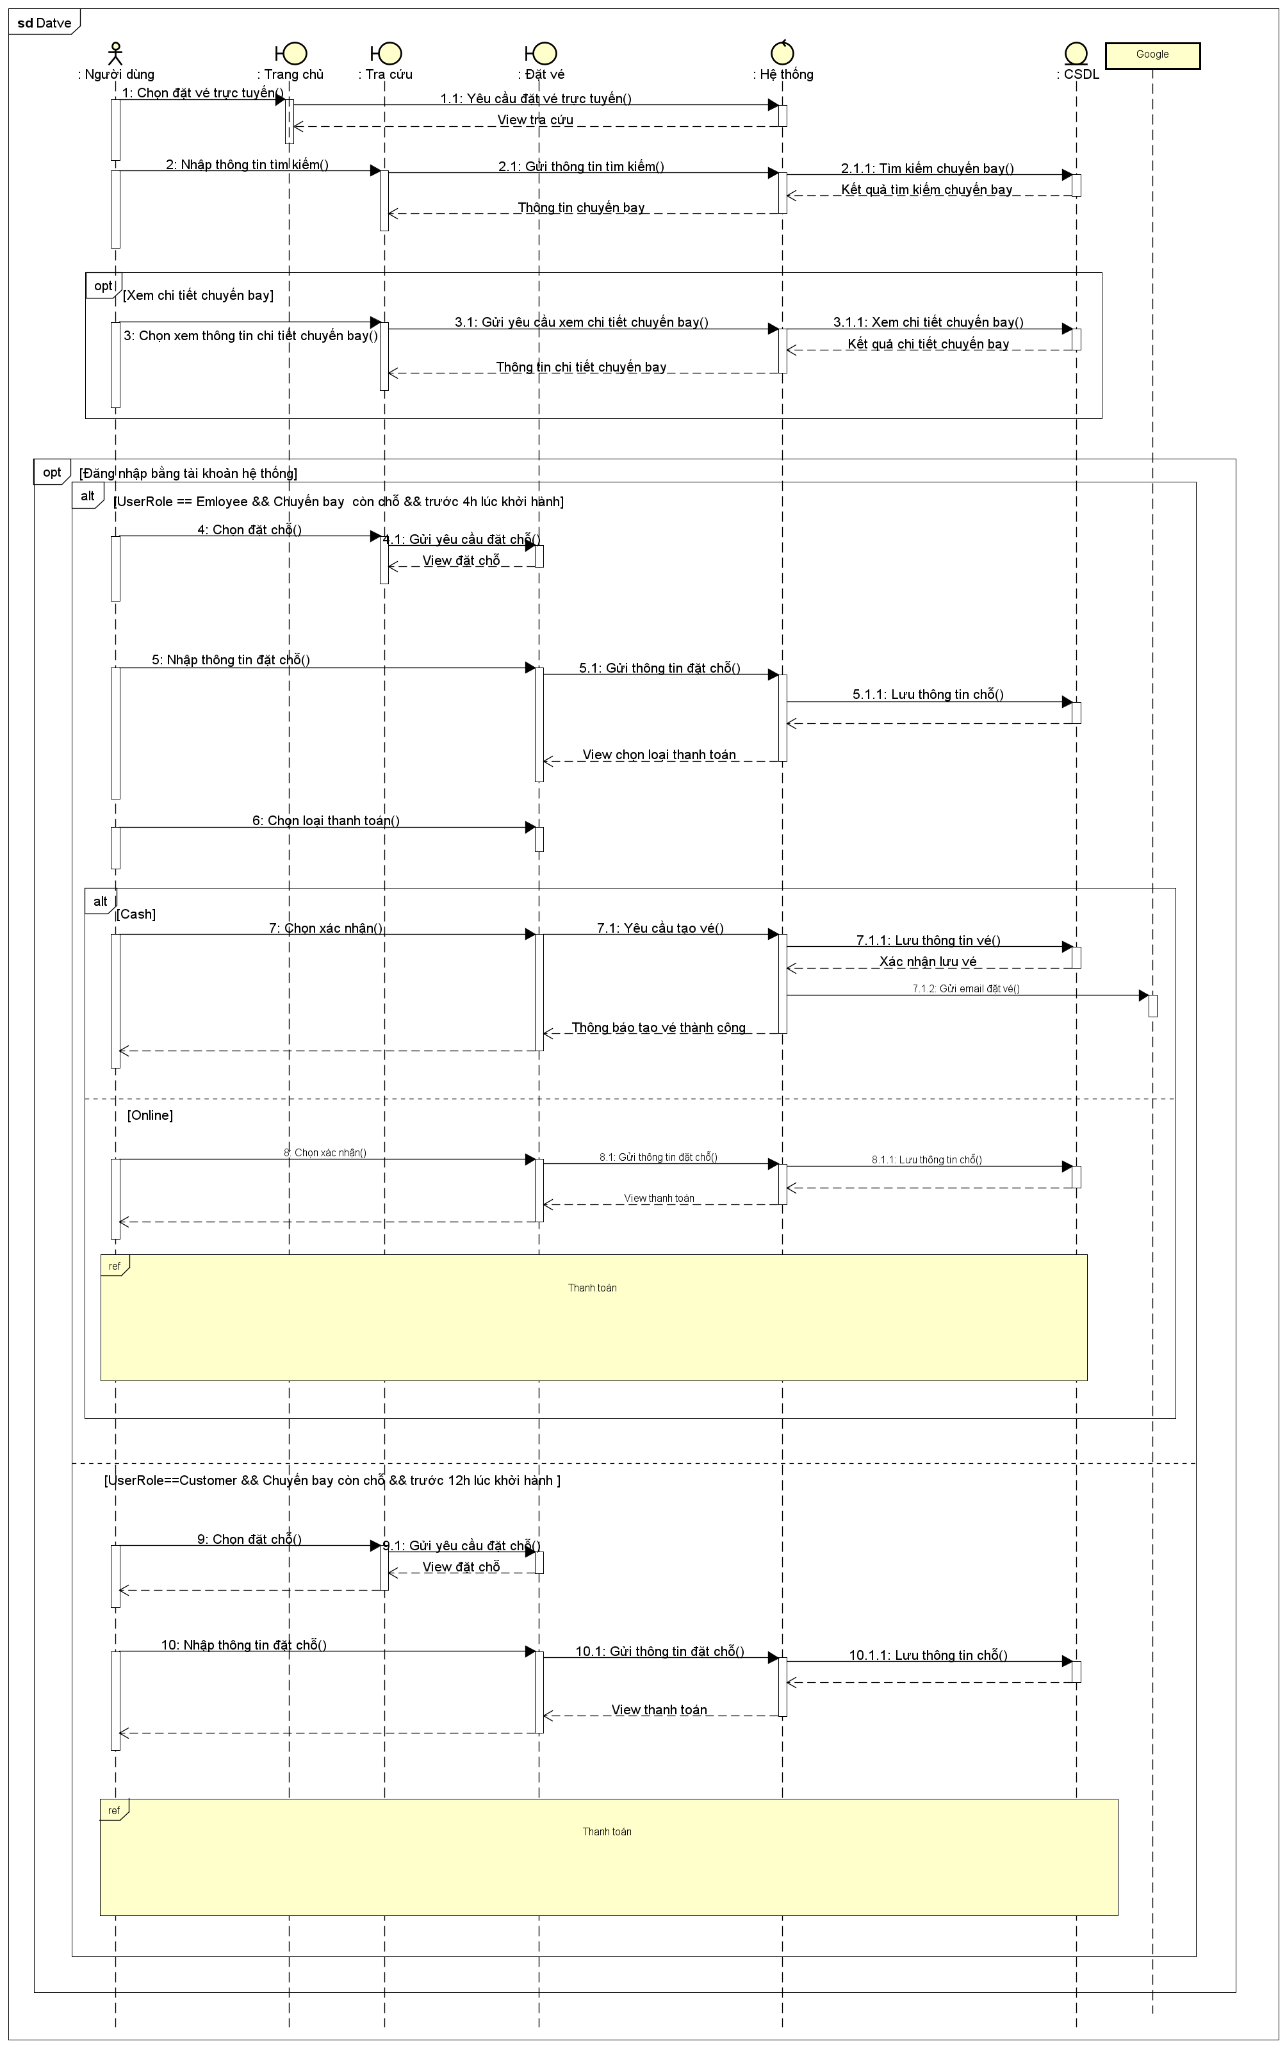 sd Datve
: Người dùng
: Trang chủ
: Tra cứu
: Đặt vé
: Hệ thống
: CSDL
Google
1: Chọn đặt vé trực tuyến()
1.1: Yêu cầu đặt vé trưc tuyến()
View tra cứu
2: Nhập thông tin tìm kiếm()
2.1: Gửi thông tin tìm kiếm()
2.1.1: Tìm kiếm chuyến bay()
Kết quả tìm kiếm chuyến bay
Thông tin chuyến bay
opt
[Xem chi tiết chuyến bay]
3: Chọn xem thông tin chi tiết chuyến bay()
3.1: Gửi yêu cầu xem chi tiết chuyến bay()
3.1.1: Xem chi tiết chuyến bay()
Kết quả chi tiết chuyến bay
Thông tin chi tiết chuyến bay
opt
[Đăng nhập bằng tài khoản hệ thống]
alt
[UserRole == Emloyee && Chuyến bay  còn chỗ && trước 4h lúc khởi hành]
4: Chọn đặt chỗ()
4.1: Gửi yêu cầu đặt chỗ()
View đặt chỗ
5: Nhập thông tin đặt chỗ()
5.1: Gửi thông tin đặt chỗ()
5.1.1: Lưu thông tin chỗ()
View chọn loại thanh toán
6: Chọn loại thanh toán()
alt
[Cash]
7: Chọn xác nhận()
7.1: Yêu cầu tạo vé()
7.1.1: Lưu thông tin vé()
Xác nhận lưu vé
7.1.2: Gửi email đặt vé()
Thông báo tạo vé thành công
[Online]
8: Chọn xác nhận()
8.1: Gửi thông tin đặt chỗ()
8.1.1: Lưu thông tin chỗ()
View thanh toán
ref
Thanh toán
[UserRole==Customer && Chuyến bay còn chỗ && trước 12h lúc khởi hành ]
9: Chọn đặt chỗ()
9.1: Gửi yêu cầu đặt chỗ()
View đặt chỗ
10: Nhập thông tin đặt chỗ()
10.1: Gửi thông tin đặt chỗ()
10.1.1: Lưu thông tin chỗ()
View thanh toán
ref
Thanh toán